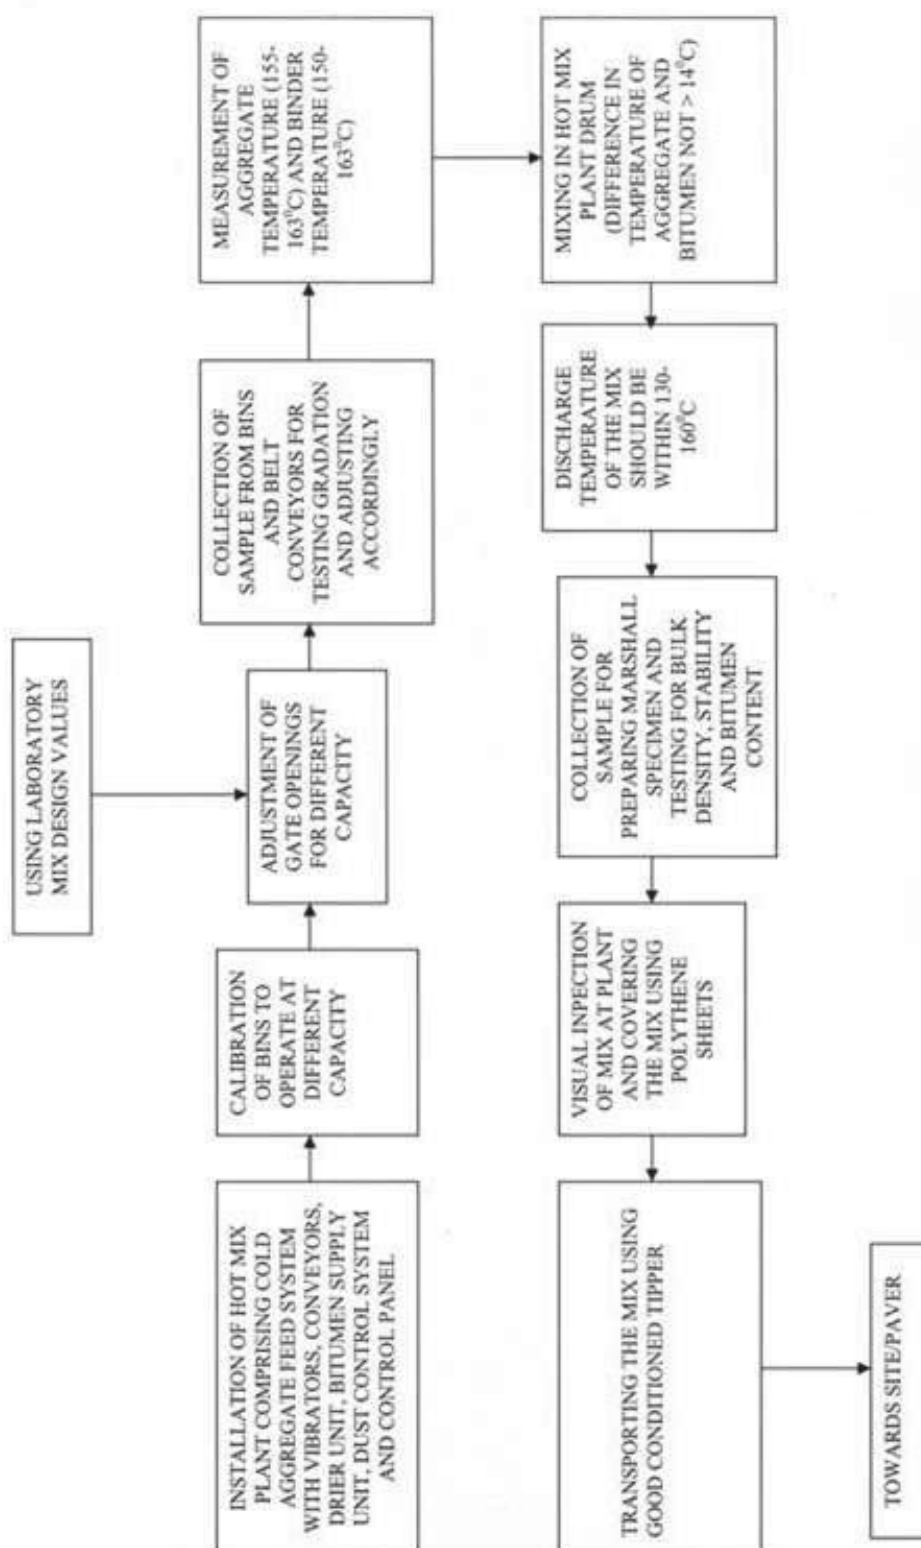 USING LABORATORY
MIX DESIGN VALUES
INSTALLATION OF HOT MIX
PLANT COMPRISING COLD
AGGREGATE FEED SYSTEM
WITH VIBRATORS, CONVEYORS,
DRIER UNIT, BITUMEN SUPPLY
UNIT, DUST CONTROL SYSTEM
AND CONTROL PANEL
CALIBRATION
OF BINS TO
OPERATE AT
DIFFERENT
CAPACITY
ADJUSTMENT OF
GATE OPENINGS
FOR DIFFERENT
CAPACITY
COLLECTION OF
SAMPLE FROM BINS
AND BELT
CONVEYORS FOR
TESTING GRADATION
AND ADJUSTING
ACCORDINGLY
MEASUREMENT OF
AGGREGATE
TEMPERATURE (155-
163⁰C) AND BINDER
TEMPERATURE (150-
163⁰C)
MIXING IN HOT MIX
PLANT DRUM
(DIFFERENCE IN
TEMPERATURE OF
AGGREGATE AND
BITUMEN NOT > 14⁰C)
DISCHARGE
TEMPERATURE
OF THE MIX
SHOULD BE
WITHIN 130-
160⁰C
COLLECTION OF
SAMPLE FOR
PREPARING MARSHALL
SPECIMEN AND
TESTING FOR BULK
DENSITY, STABILITY
AND BITUMEN
CONTENT
VISUAL INPECTION
OF MIX AT PLANT
AND COVERING
THE MIX USING
POLYTHENE
SHEETS
TRANSPORTING THE MIX USING
GOOD CONDITIONED TIPPER
TOWARDS SITE/PAVER